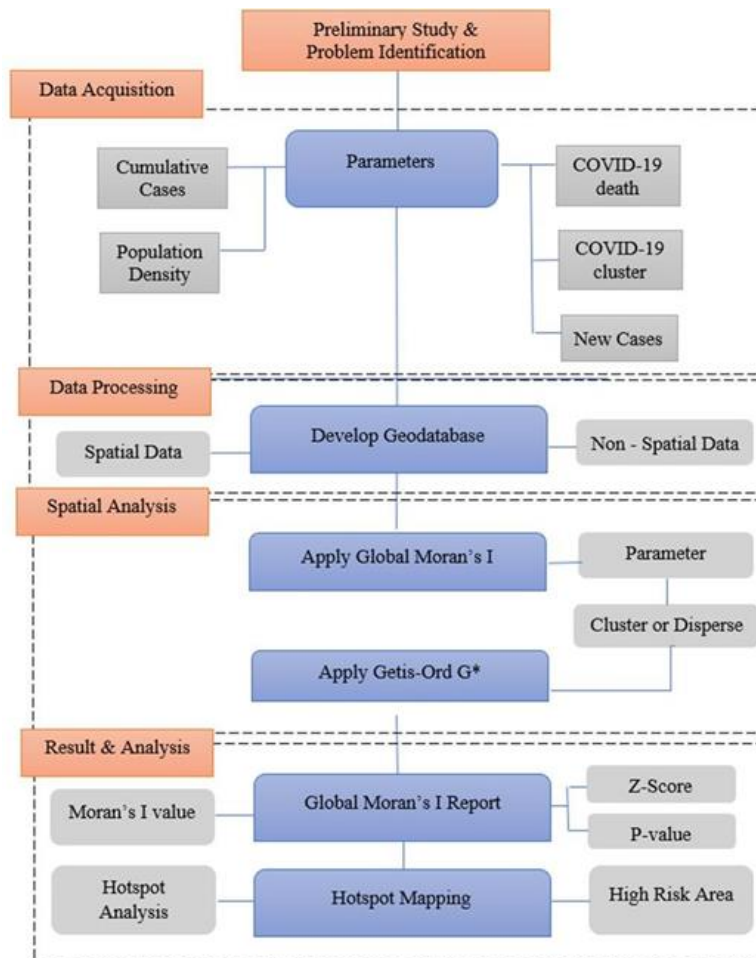 Preliminary Study &
Problem Identification
Data Acquisition
Parameters
Cumulative
Cases
Population
Density
COVID-19
death
COVID-19
cluster
New Cases
Data Processing
Develop Geodatabase
Spatial Data
Non - Spatial Data
Spatial Analysis
Apply Global Moran's I
Parameter
Cluster or Disperse
Apply Getis-Ord G*
Result & Analysis
Global Moran's I Report
Moran's I value
Z-Score
P-value
Hotspot
Analysis
Hotspot Mapping
High Risk Area